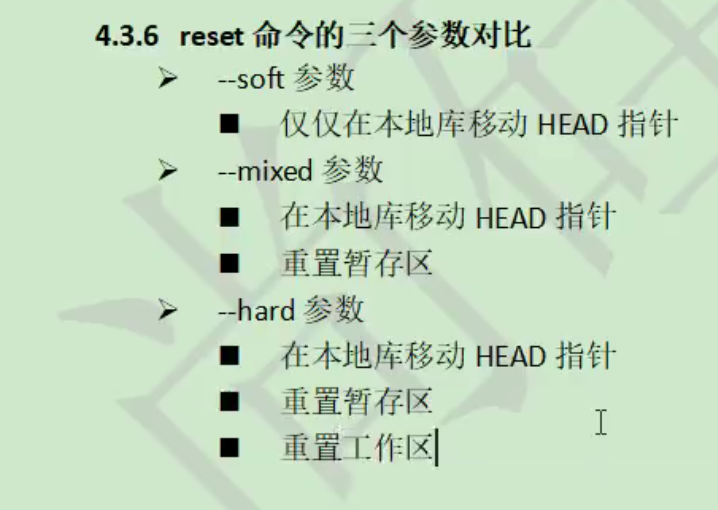 4.3.6 reset 命令的三个参数对比
--soft 参数
仅仅在本地库移动 HEAD 指针
--mixed 参数
在本地库移动 HEAD 指针
重置暂存区
--hard 参数
在本地库移动 HEAD 指针
重置暂存区
重置工作区